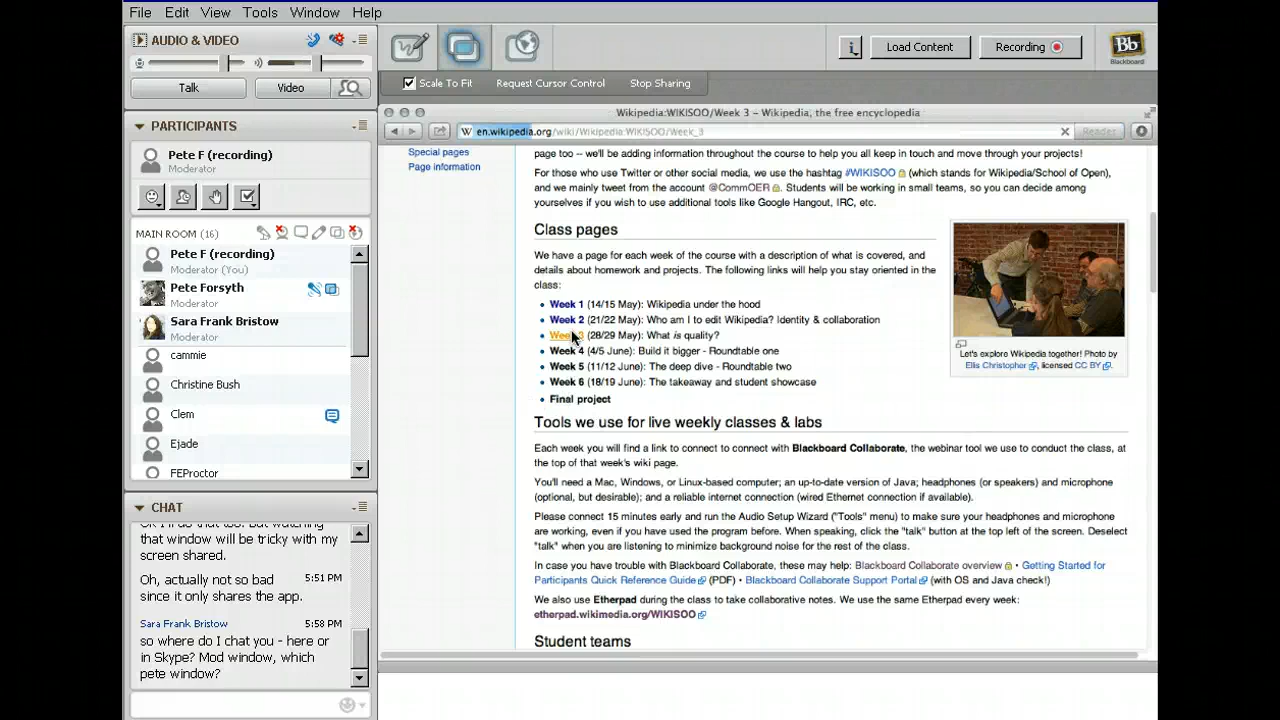 File Edit View Tools Window Help
AUDIO & VIDEO
Talk
Video
PARTICIPANTS
Pete F (recording)
Moderator
MAIN ROOM (16)
Pete F (recording)
Moderator (You)
Pete Forsyth
Moderator
Sara Frank Bristow
Moderator
cammie
Christine Bush
Clem
Ejade
FEProctor
CHAT
Ok I'll do that too. But watching
that window will be tricky with my
screen shared.
Oh, actually not so bad 5:51 PM
since it only shares the app.
Sara Frank Bristow 5:58 PM
so where do I chat you - here or
in Skype? Mod window, which
pete window?
Load Content
Recording
Bb
Blackboard
Scale To Fit Request Cursor Control Stop Sharing
Wikipedia:WIKISOO/Week 3 – Wikipedia, the free encyclopedia
W en.wikipedia.org/wiki/Wikipedia:WIKISOO/Week_3
Reader
Special pages
Page information
page too -- we'll be adding information throughout the course to help you all keep in touch and move through your projects!
For those who use Twitter or other social media, we use the hashtag #WIKISOO (which stands for Wikipedia/School of Open),
and we mainly tweet from the account @CommOER . Students will be working in small teams, so you can decide among
yourselves if you wish to use additional tools like Google Hangout, IRC, etc.
Class pages
We have a page for each week of the course with a description of what is covered, and
details about homework and projects. The following links will help you stay oriented in the
class:
Week 1 (14/15 May): Wikipedia under the hood
Week 2 (21/22 May): Who am I to edit Wikipedia? Identity & collaboration
Week 3 (28/29 May): What is quality?
Week 4 (4/5 June): Build it bigger - Roundtable one
Week 5 (11/12 June): The deep dive - Roundtable two
Week 6 (18/19 June): The takeaway and student showcase
Final project
Let's explore Wikipedia together! Photo by
Ellis Christopher , licensed CC BY .
Tools we use for live weekly classes & labs
Each week you will find a link to connect to connect with Blackboard Collaborate, the webinar tool we use to conduct the class, at
the top of that week's wiki page.
You'll need a Mac, Windows, or Linux-based computer; an up-to-date version of Java; headphones (or speakers) and microphone
(optional, but desirable); and a reliable internet connection (wired Ethernet connection if available).
Please connect 15 minutes early and run the Audio Setup Wizard ("Tools" menu) to make sure your headphones and microphone
are working, even if you have used the program before. When speaking, click the "talk" button at the top left of the screen. Deselect
"talk" when you are listening to minimize background noise for the rest of the class.
In case you have trouble with Blackboard Collaborate, these may help: Blackboard Collaborate overview • Getting Started for
Participants Quick Reference Guide (PDF) • Blackboard Collaborate Support Portal (with OS and Java check!)
We also use Etherpad during the class to take collaborative notes. We use the same Etherpad every week:
etherpad.wikimedia.org/WIKISOO
Student teams